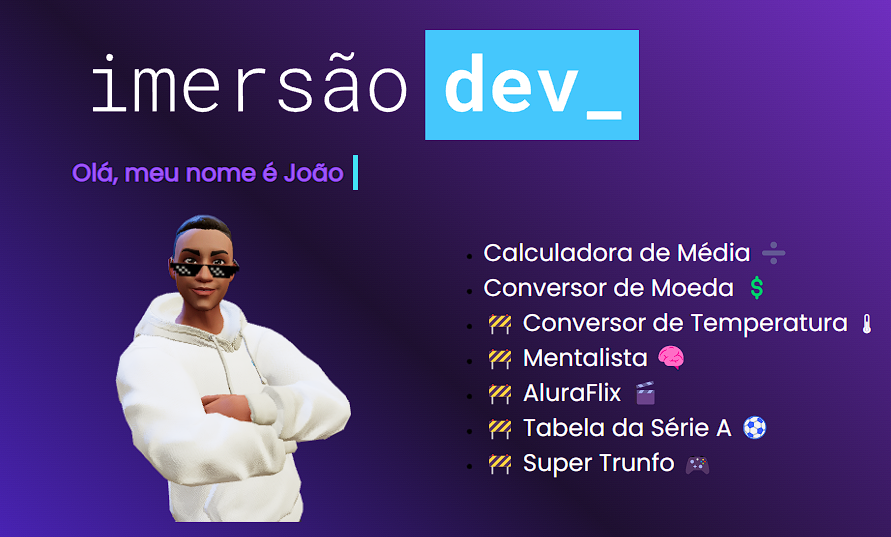 imersão dev_
Olá, meu nome é João
Calculadora de Média ➗
Conversor de Moeda 💲
🚧 Conversor de Temperatura 🌡
🚧 Mentalista 🧠
🚧 AluraFlix 🎬
🚧 Tabela da Série A ⚽
🚧 Super Trunfo 🎮